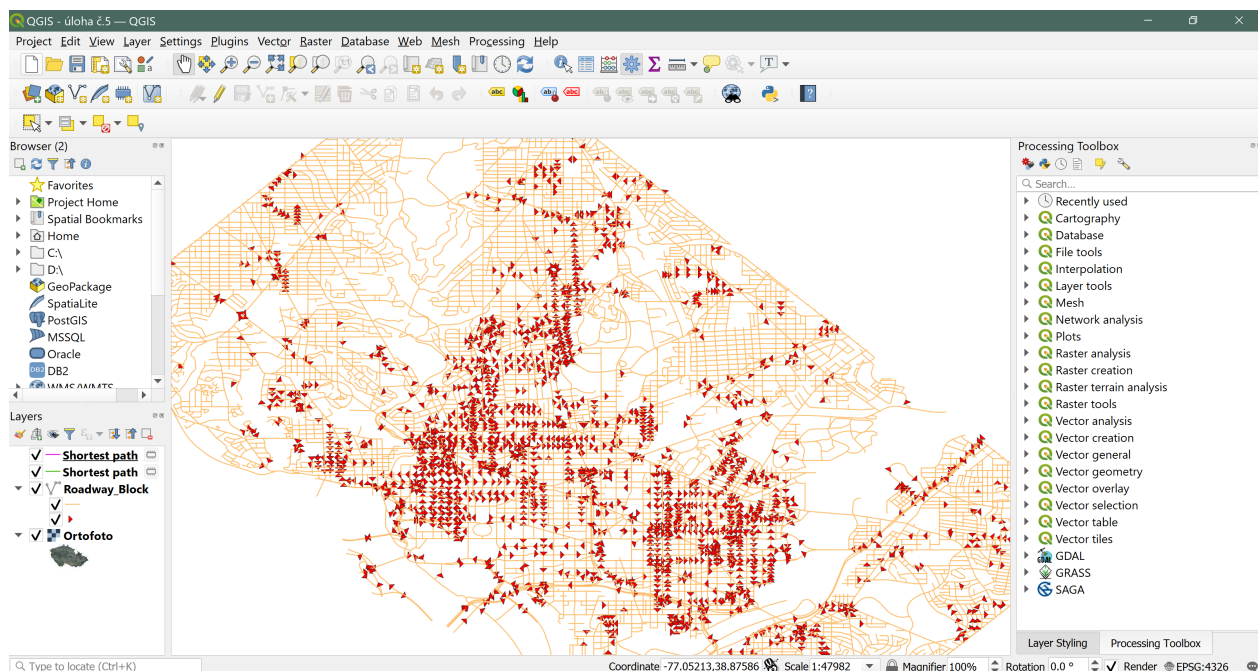 QGIS - úloha č.5 — QGIS
Project Edit View Layer Settings Plugins Vector Raster Database Web Mesh Processing Help
Browser (2)
Favorites
Project Home
Spatial Bookmarks
Home
C:\
D:\
GeoPackage
SpatiaLite
PostGIS
MSSQL
Oracle
DB2
WMS/WMTS
Layers
Shortest path
Shortest path
Roadway_Block
Ortofoto
Processing Toolbox
Search...
Recently used
Cartography
Database
File tools
Interpolation
Layer tools
Mesh
Network analysis
Plots
Raster analysis
Raster creation
Raster terrain analysis
Raster tools
Vector analysis
Vector creation
Vector general
Vector geometry
Vector overlay
Vector selection
Vector table
Vector tiles
GDAL
GRASS
SAGA
Layer Styling Processing Toolbox
Type to locate (Ctrl+K) Coordinate -77.05213,38.87586 Scale 1:47982 Magnifier 100% Rotation 0.0 ° Render EPSG:4326